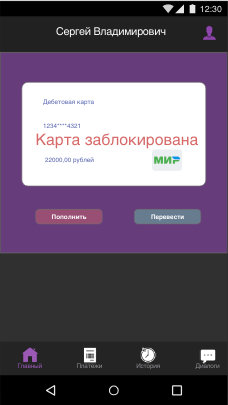 12:30
Сергей Владимирович
Дебетовая карта
1234****4321
Карта заблокирована
22000,00 рублей
МИР
Пополнить
Перевести
Главный
Платежи
История
Диалоги